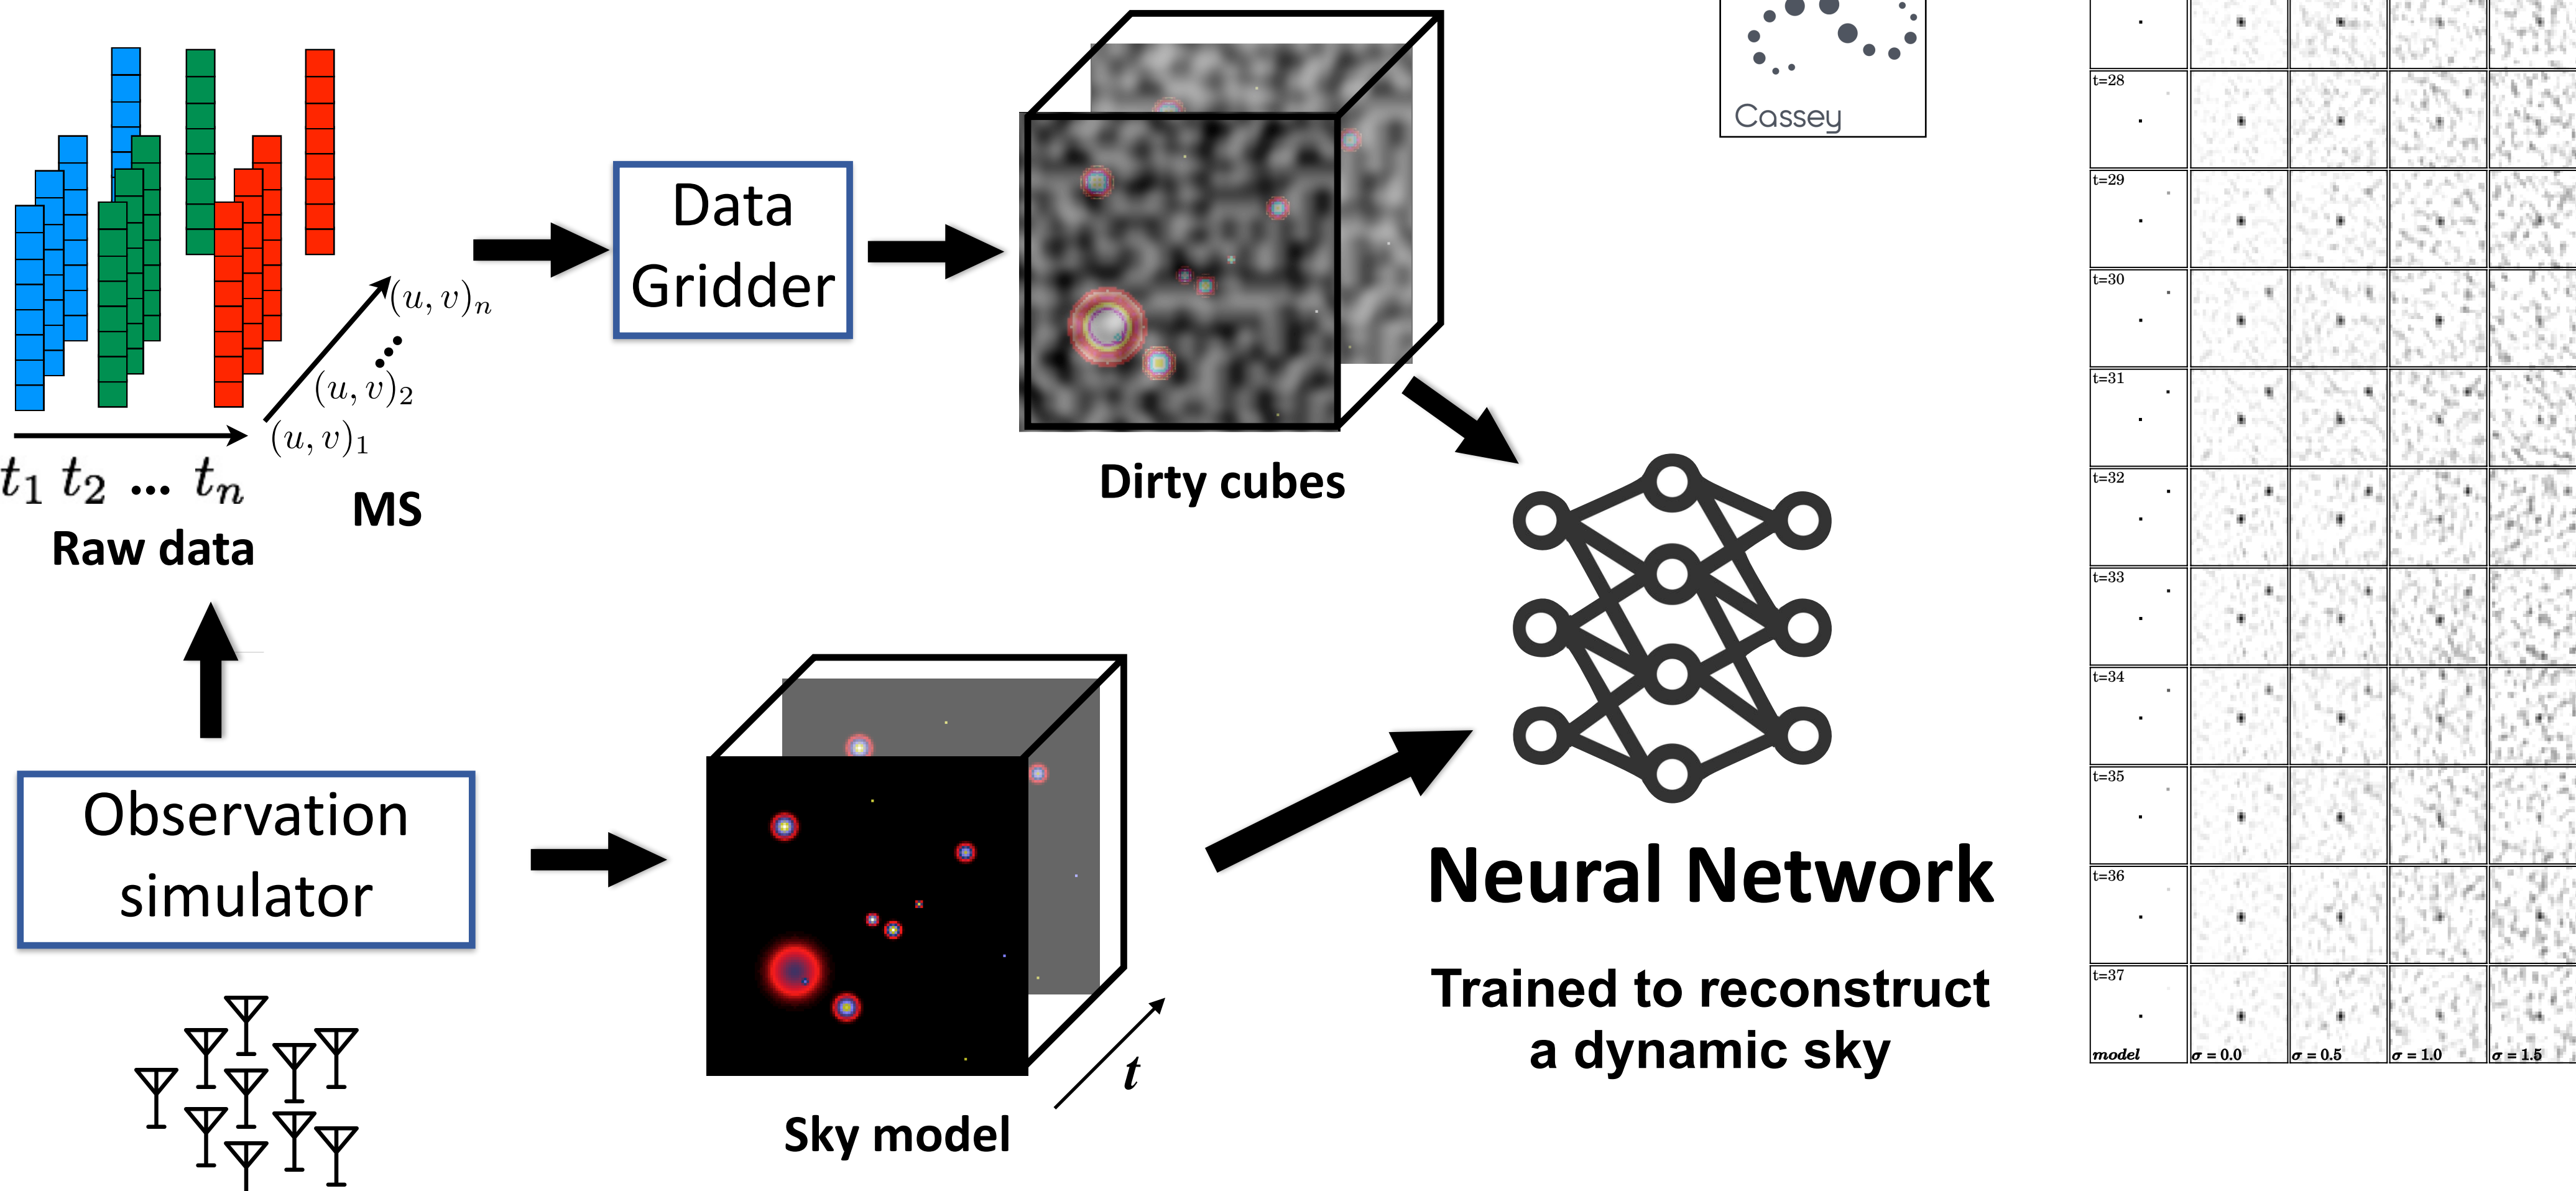 (u, v)n
(u, v)2
(u, v)1
t1 t2 ... tn
MS
Raw data
Data
Gridder
Dirty cubes
Cassey
Observation
simulator
Sky model
t
Neural Network
Trained to reconstruct
a dynamic sky
t=28
t=29
t=30
t=31
t=32
t=33
t=34
t=35
t=36
t=37
model σ = 0.0 σ = 0.5 σ = 1.0 σ = 1.5